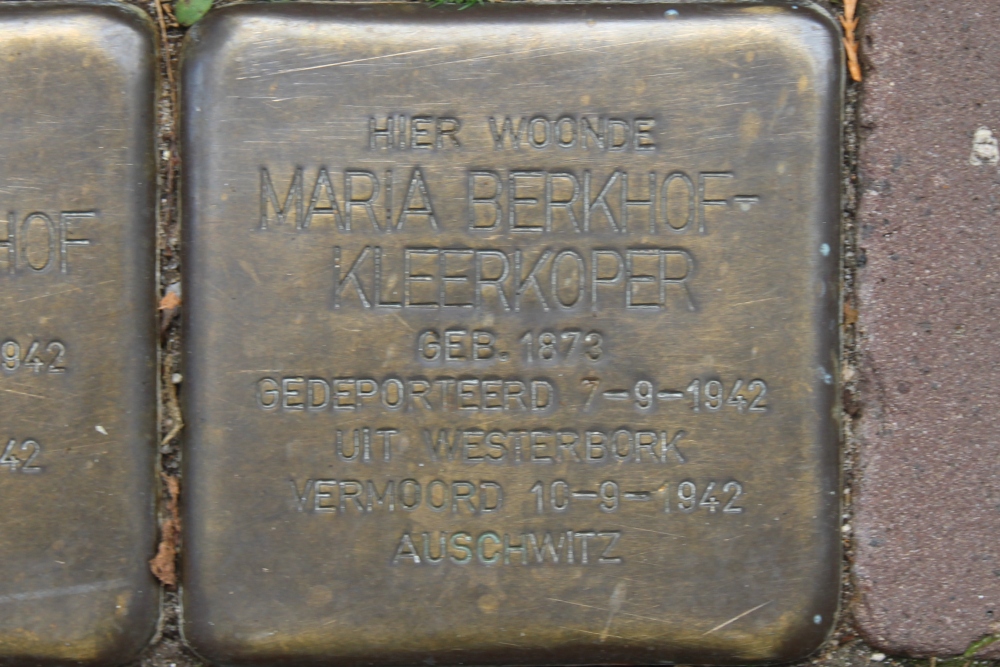 HOF
1942
42
HIER WOONDE
MARIA BERKHOF-
KLEERKOPER
GEB. 1873
GEDEPORTEERD 7-9-1942
UIT WESTERBORK
VERMOORD 10-9-1942
AUSCHWITZ